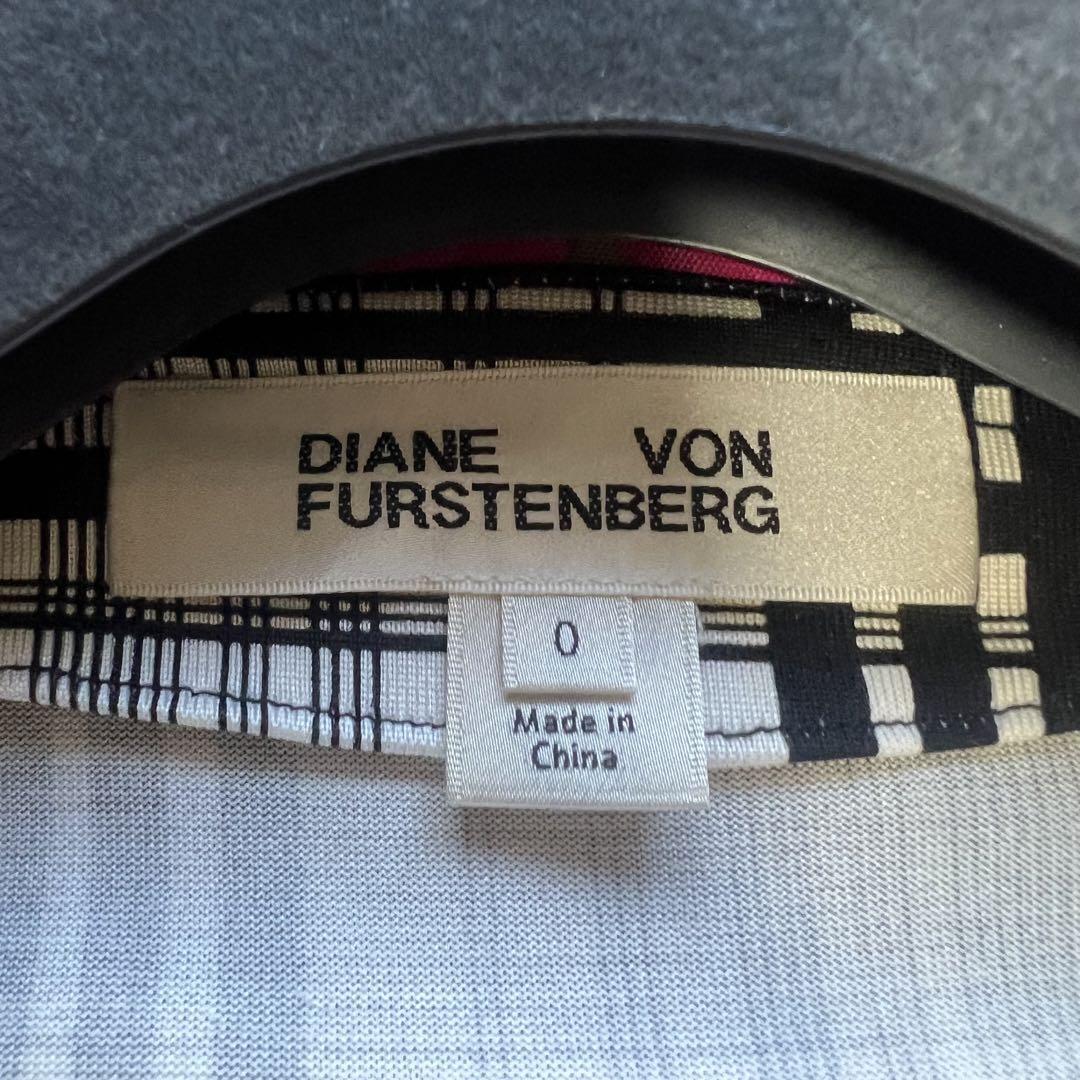 DIANE VON
FURSTENBERG
0
Made in
China